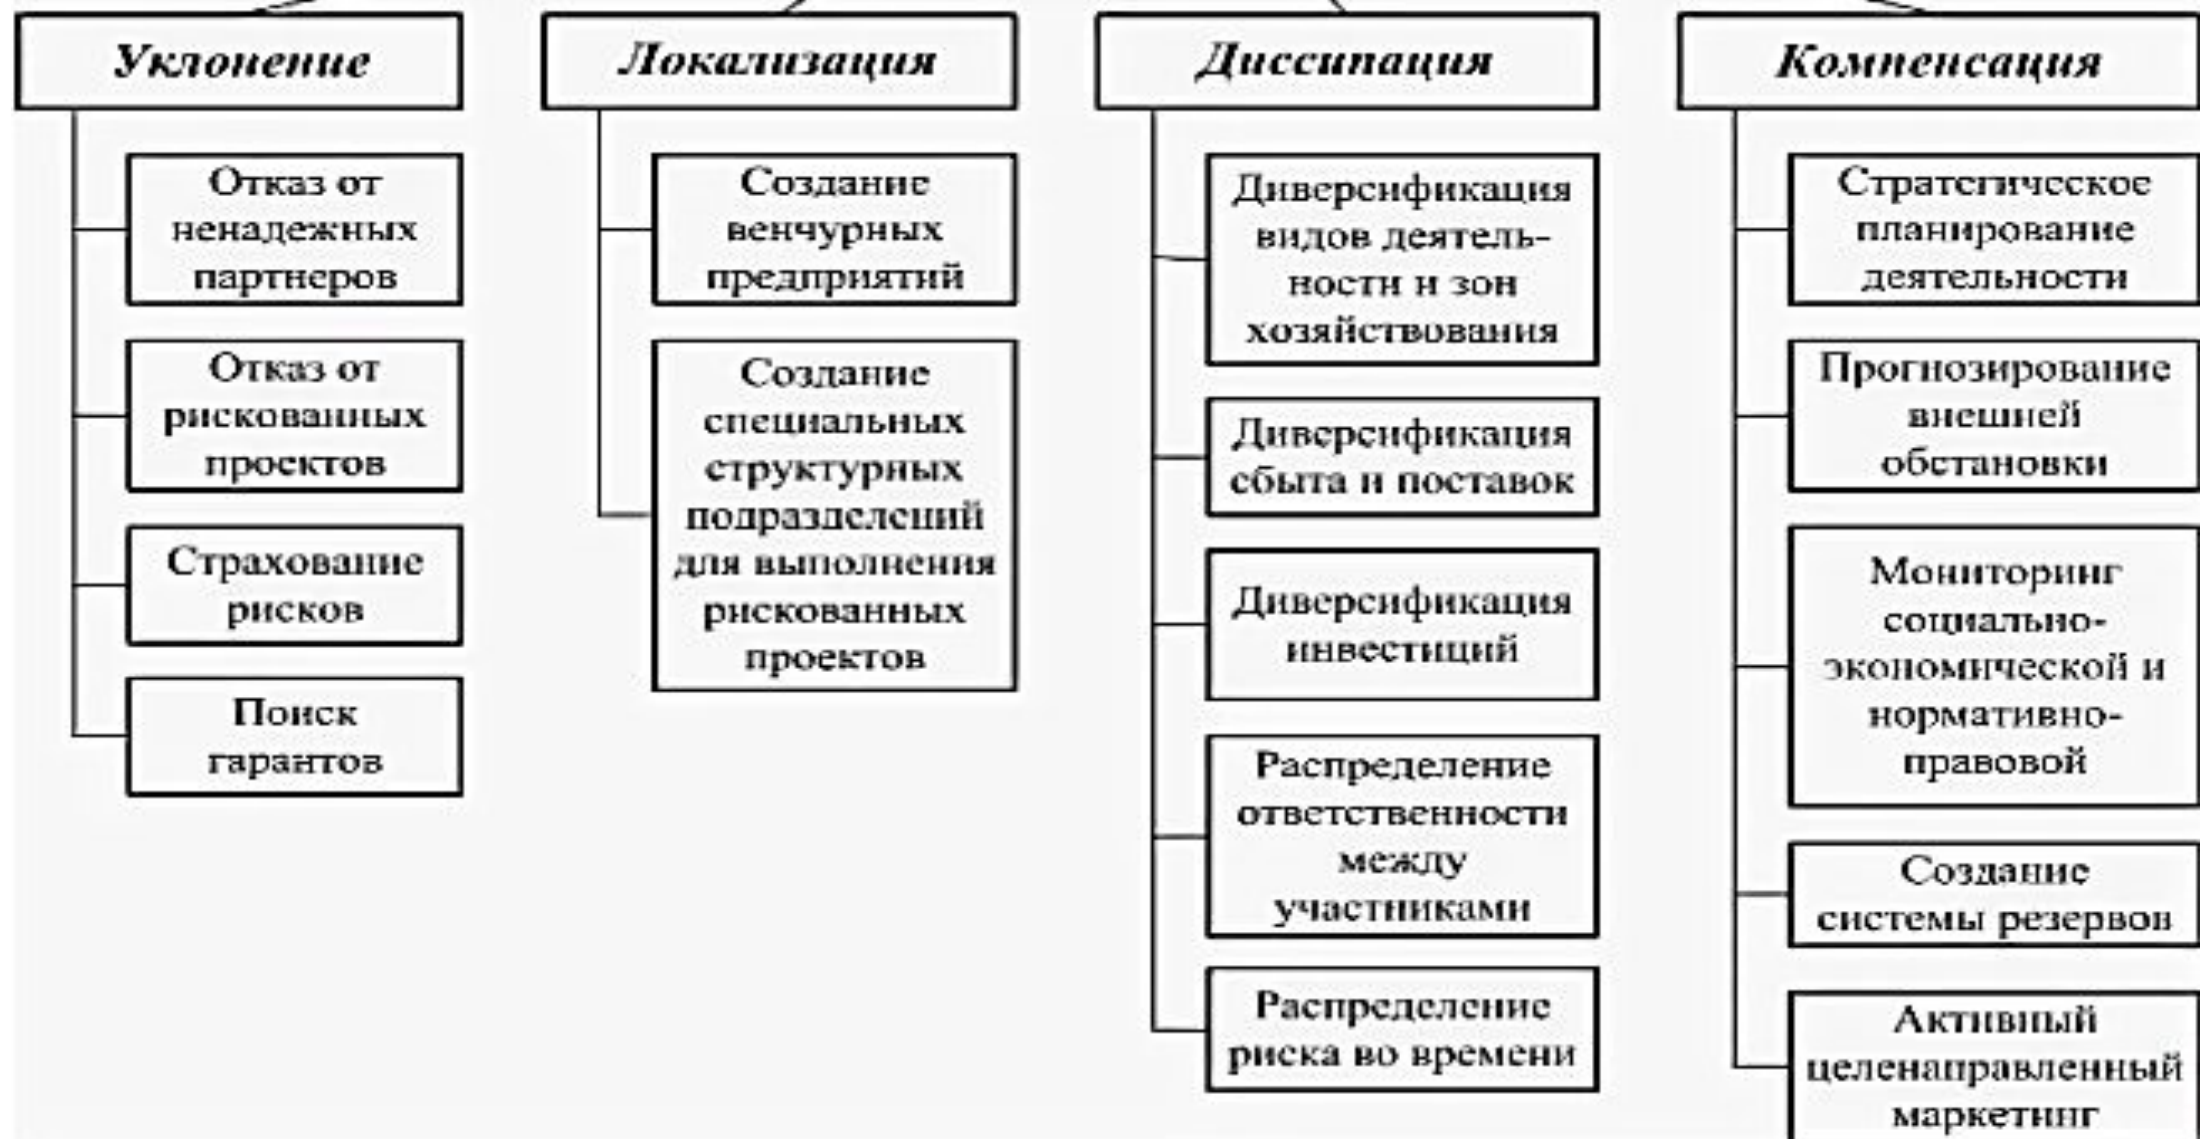 Уклонение
Отказ от
ненадежных
партнеров
Отказ от
рискованных
проектов
Страхование
рисков
Поиск
гарантов
Локализация
Создание
венчурных
предприятий
Создание
специальных
структурных
подразделений
для выполнения
рискованных
проектов
Диссипация
Диверсификация
видов деятель-
ности и зон
хозяйствования
Диверсификация
сбыта и поставок
Диверсификация
инвестиций
Распределение
ответственности
между
участниками
Распределение
риска во времени
Компенсация
Стратегическое
планирование
деятельности
Прогнозирование
внешней
обстановки
Мониторинг
социально-
экономической и
нормативно-
правовой
Создание
системы резервов
Активный
целенаправленный
маркетинг